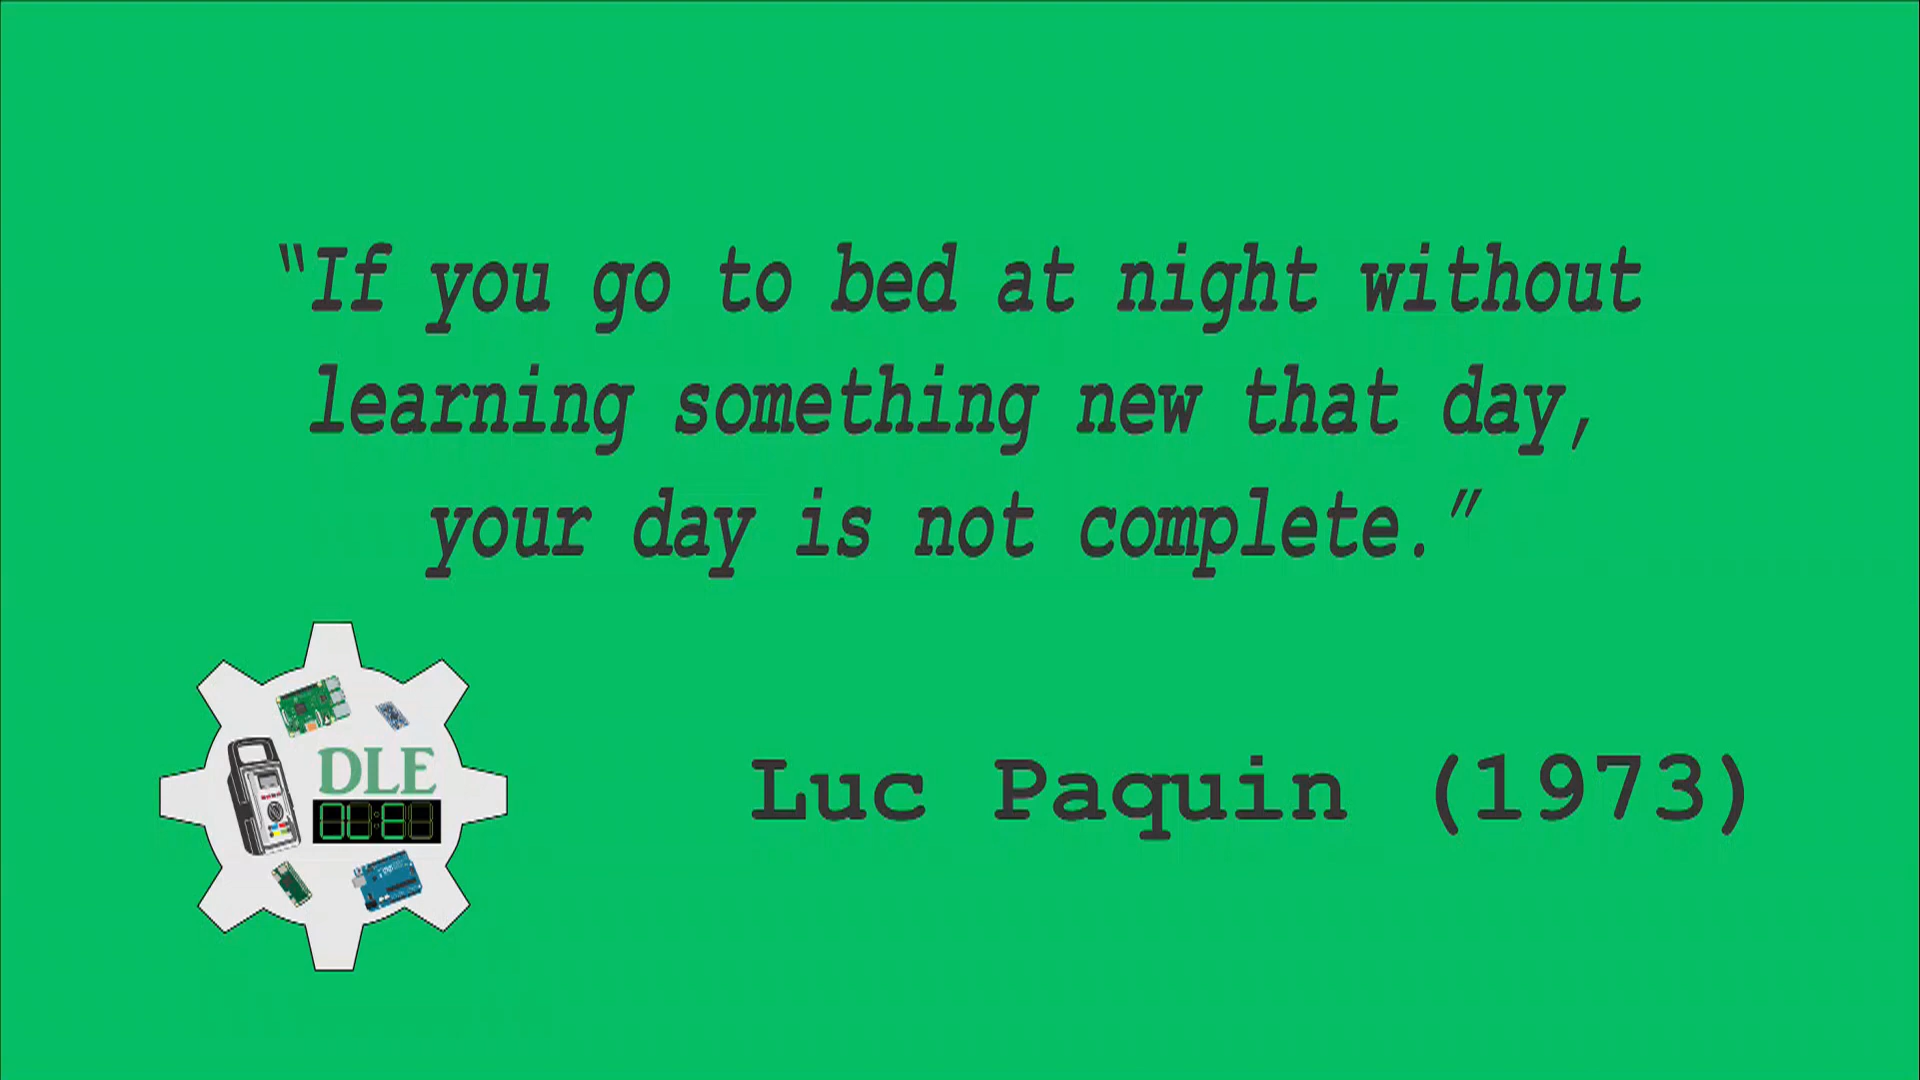 “If you go to bed at night without
learning something new that day,
your day is not complete.”
DLE
Luc Paquin (1973)